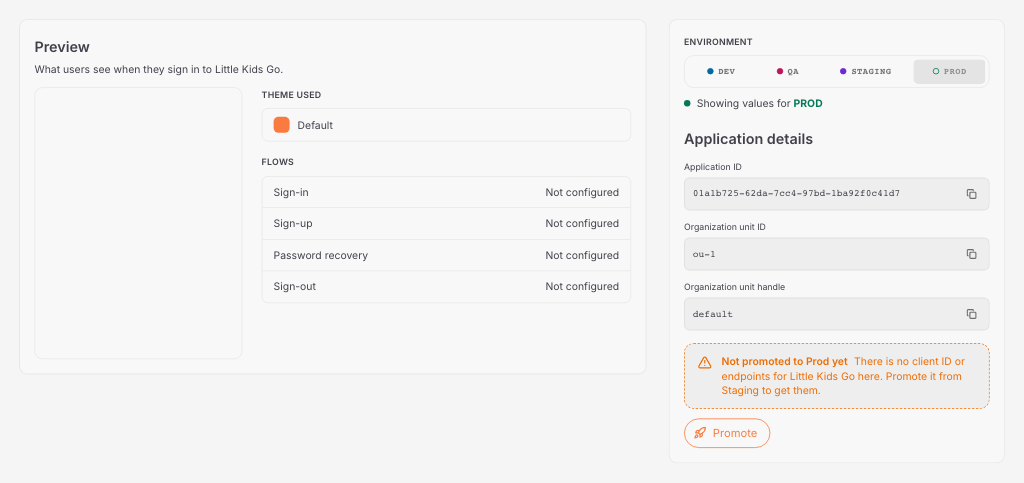 Preview
What users see when they sign in to Little Kids Go.
THEME USED
Default
FLOWS
Sign-in Not configured
Sign-up Not configured
Password recovery Not configured
Sign-out Not configured
ENVIRONMENT
DEV QA STAGING PROD
Showing values for PROD
Application details
Application ID
01a1b725-62da-7cc4-97bd-1ba92f0c41d7
Organization unit ID
ou-1
Organization unit handle
default
Not promoted to Prod yet There is no client ID or
endpoints for Little Kids Go here. Promote it from
Staging to get them.
Promote